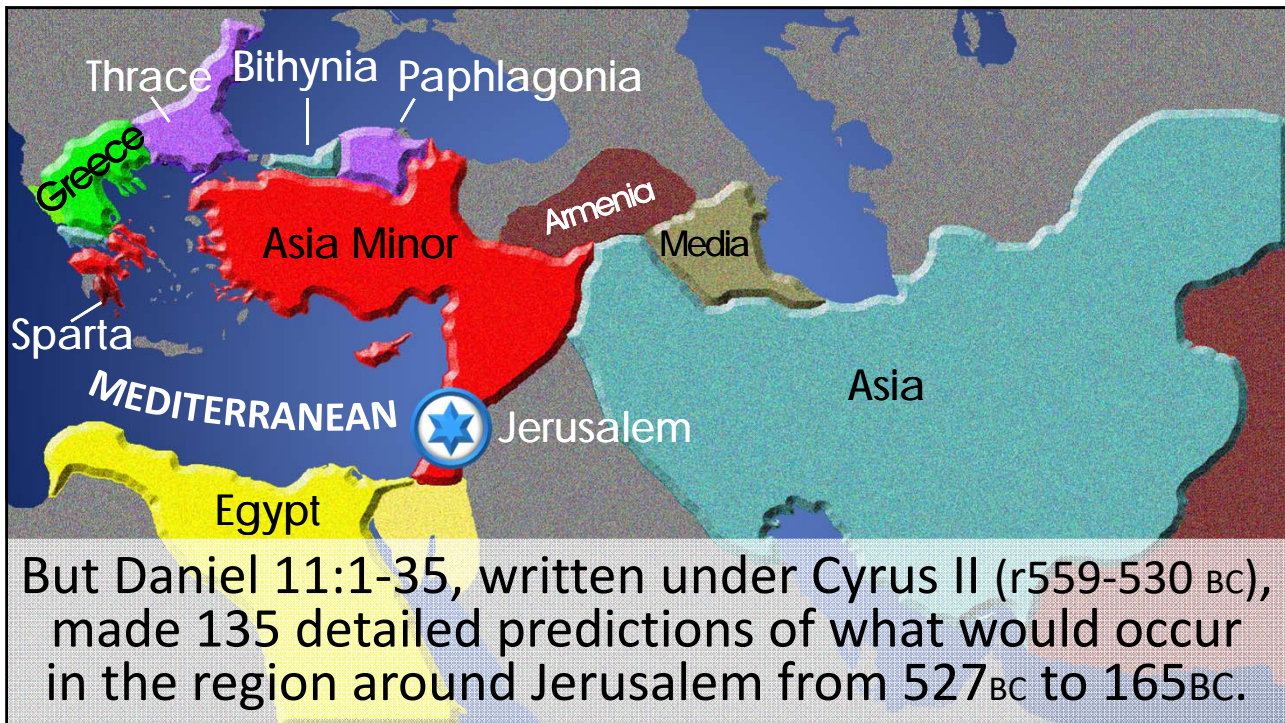 Thrace
Bithynia
Paphlagonia
Greece
Asia Minor
Armenia
Media
Sparta
Asia
MEDITERRANEAN
Jerusalem
Egypt
But Daniel 11:1-35, written under Cyrus II (r559-530 BC),
made 135 detailed predictions of what would occur
in the region around Jerusalem from 527BC to 165BC.